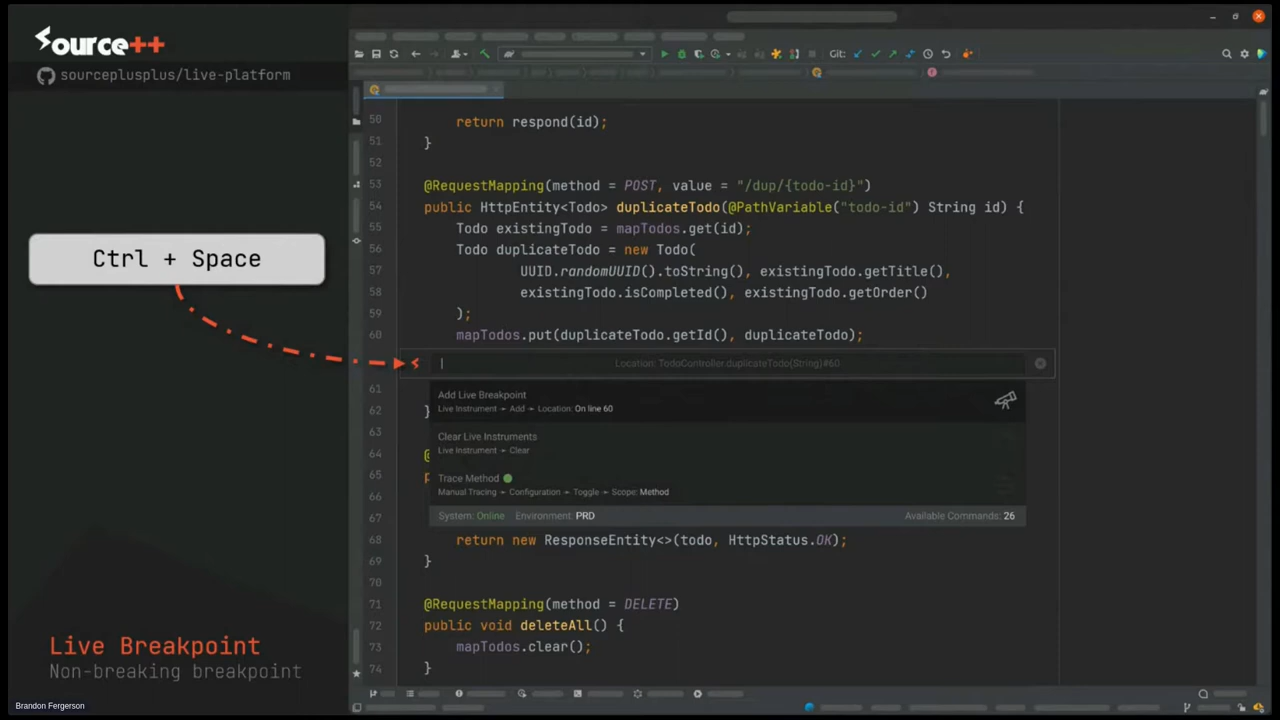 Source++
sourceplusplus/live-platform
Ctrl + Space
Live Breakpoint
Non-breaking breakpoint
Brandon Fergerson
Git:
50 return respond(id);
51 }
52
53 @RequestMapping(method = POST, value = "/dup/{todo-id}")
54 public HttpEntity<Todo> duplicateTodo(@PathVariable("todo-id") String id) {
55 Todo existingTodo = mapTodos.get(id);
56 Todo duplicateTodo = new Todo(
57 UUID.randomUUID().toString(), existingTodo.getTitle(),
58 existingTodo.isCompleted(), existingTodo.getOrder()
59 );
60 mapTodos.put(duplicateTodo.getId(), duplicateTodo);
Location: TodoController.duplicateTodo(String)#60
61
Add Live Breakpoint
Live Instrument → Add → Location: On line 60
62 }
Clear Live Instruments
63
Live Instrument → Clear
64 @
65 p
Trace Method
66
Manual Tracing → Configuration → Toggle → Scope: Method
67
System: Online Environment: PRD Available Commands: 26
68 return new ResponseEntity<>(todo, HttpStatus.OK);
69 }
70
71 @RequestMapping(method = DELETE)
72 public void deleteAll() {
73 mapTodos.clear();
74 }